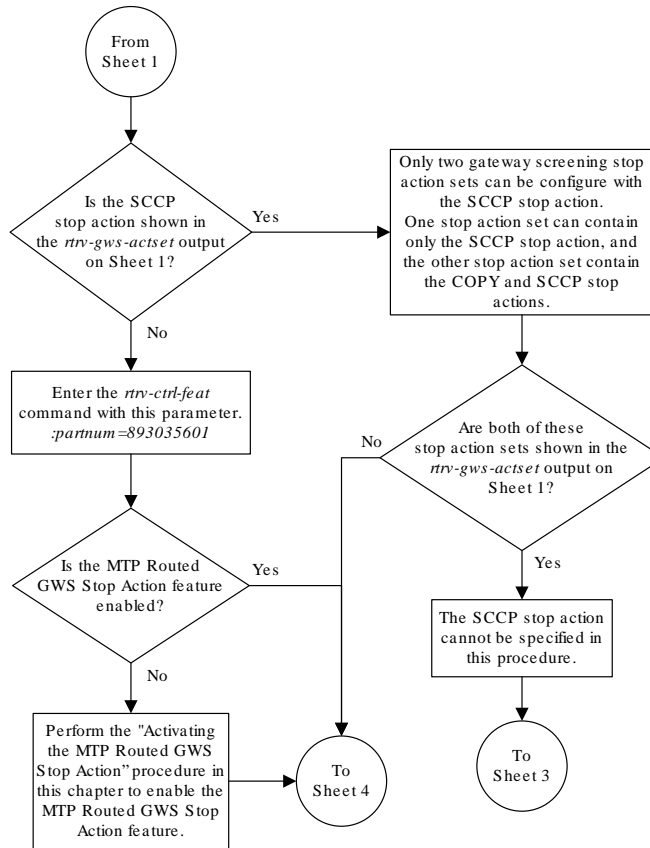 From
Sheet 1
Is the SCCP
stop action shown in
the rtrv-gws-actset output
on Sheet 1?
Yes
No
Only two gateway screening stop
action sets can be configure with
the SCCP stop action.
One stop action set can contain
only the SCCP stop action, and
the other stop action set contain
the COPY and SCCP stop
actions.
Enter the rtrv-ctrl-feat
command with this parameter.
:partnum=893035601
Are both of these
stop action sets shown in the
rtrv-gws-actset output on
Sheet 1?
No
Yes
Is the MTP Routed
GWS Stop Action feature
enabled?
Yes
No
The SCCP stop action
cannot be specified in
this procedure.
Perform the "Activating
the MTP Routed GWS
Stop Action” procedure in
this chapter to enable the
MTP Routed GWS Stop
Action feature.
To
Sheet 4
To
Sheet 3